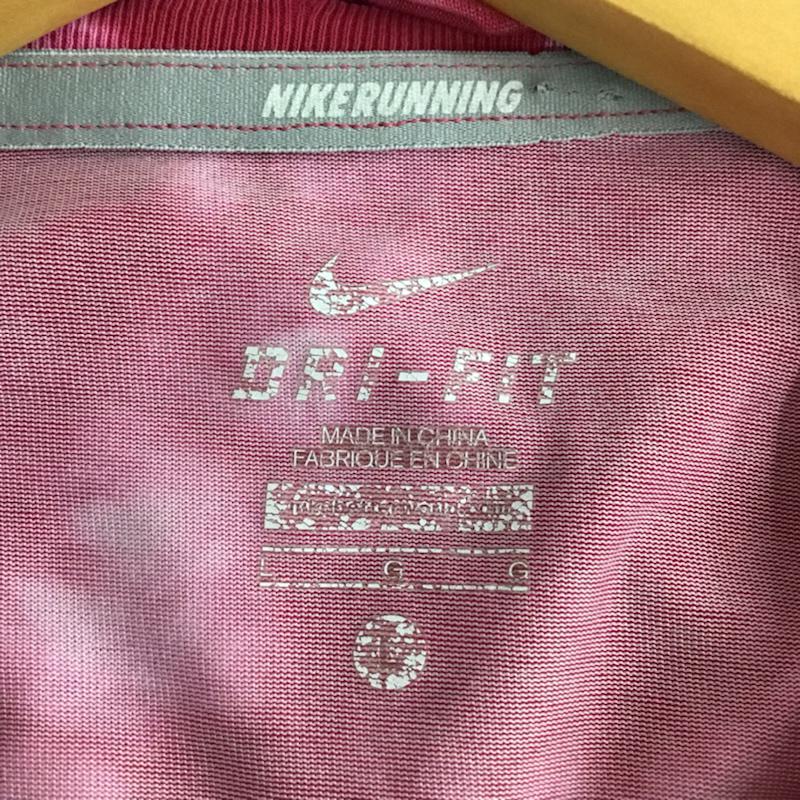 NIKERUNNING
DRI-FIT
MADE IN CHINA
FABRIQUE EN CHINE
L G G
L